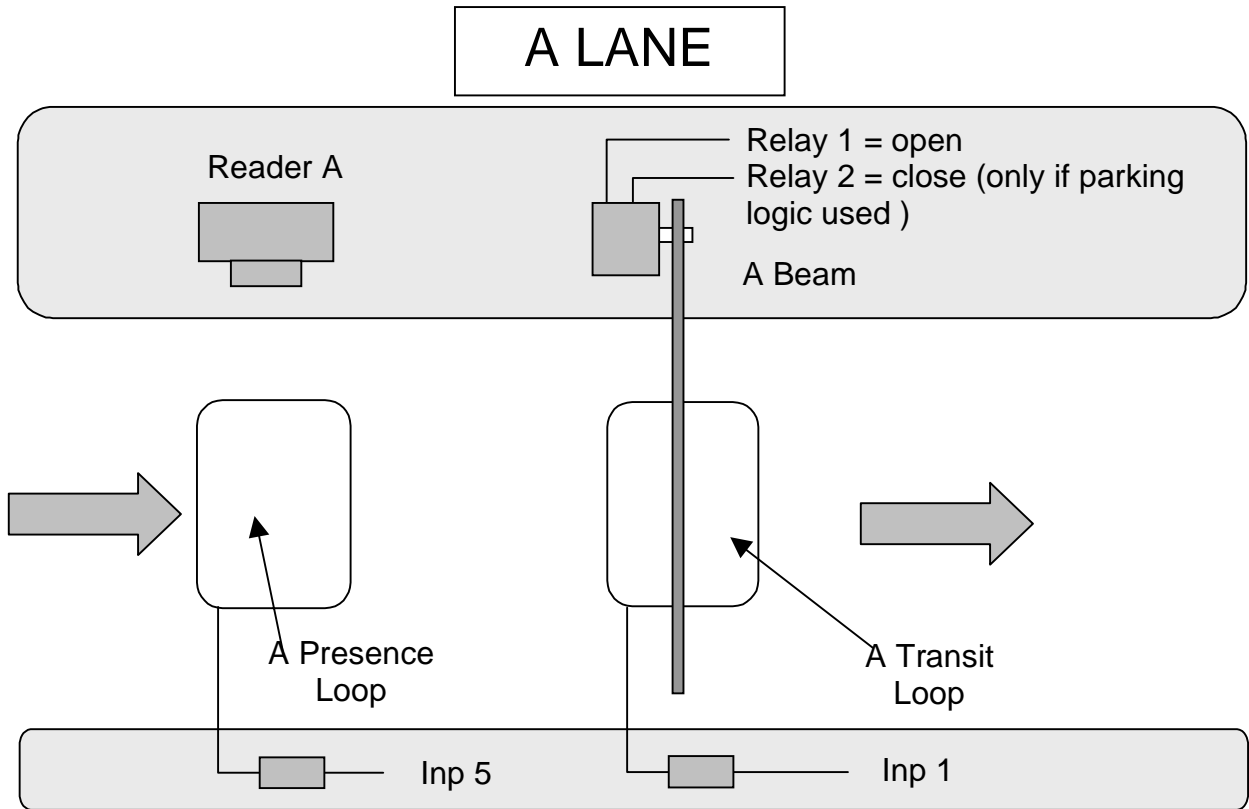 A LANE
Reader A
Relay 1 = open
Relay 2 = close (only if parking
logic used )
A Beam
A Presence
Loop
A Transit
Loop
Inp 5
Inp 1